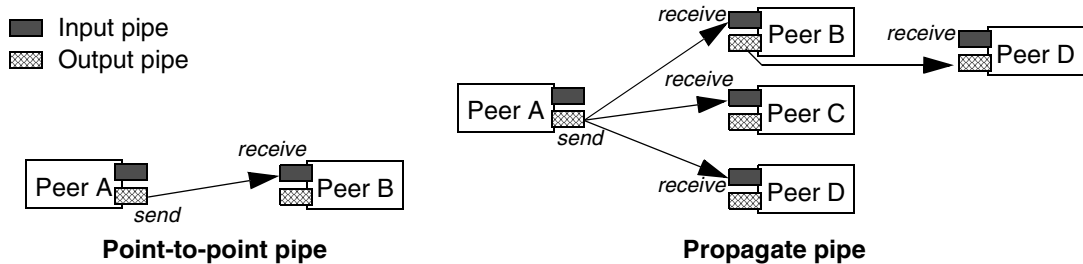 Input pipe
Output pipe
Peer A
send
receive
Peer B
Point-to-point pipe
Peer A
send
receive
Peer B
receive
Peer D
receive
Peer C
receive
Peer D
Propagate pipe